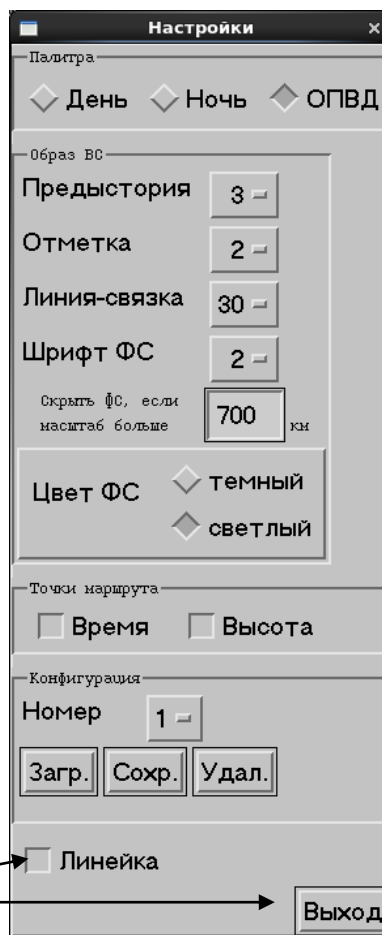 Настройки
Палитра
День Ночь ОПВД
Образ ВС
Предыстория 3
Отметка 2
Линия-связка 30
Шрифт ФС 2
Скрыть ФС, если
масштаб больше 700 км
Цвет ФС темный
светлый
Точки маршрута
Время Высота
Конфигурация
Номер 1
Загр. Сохр. Удал.
Линейка
Выход